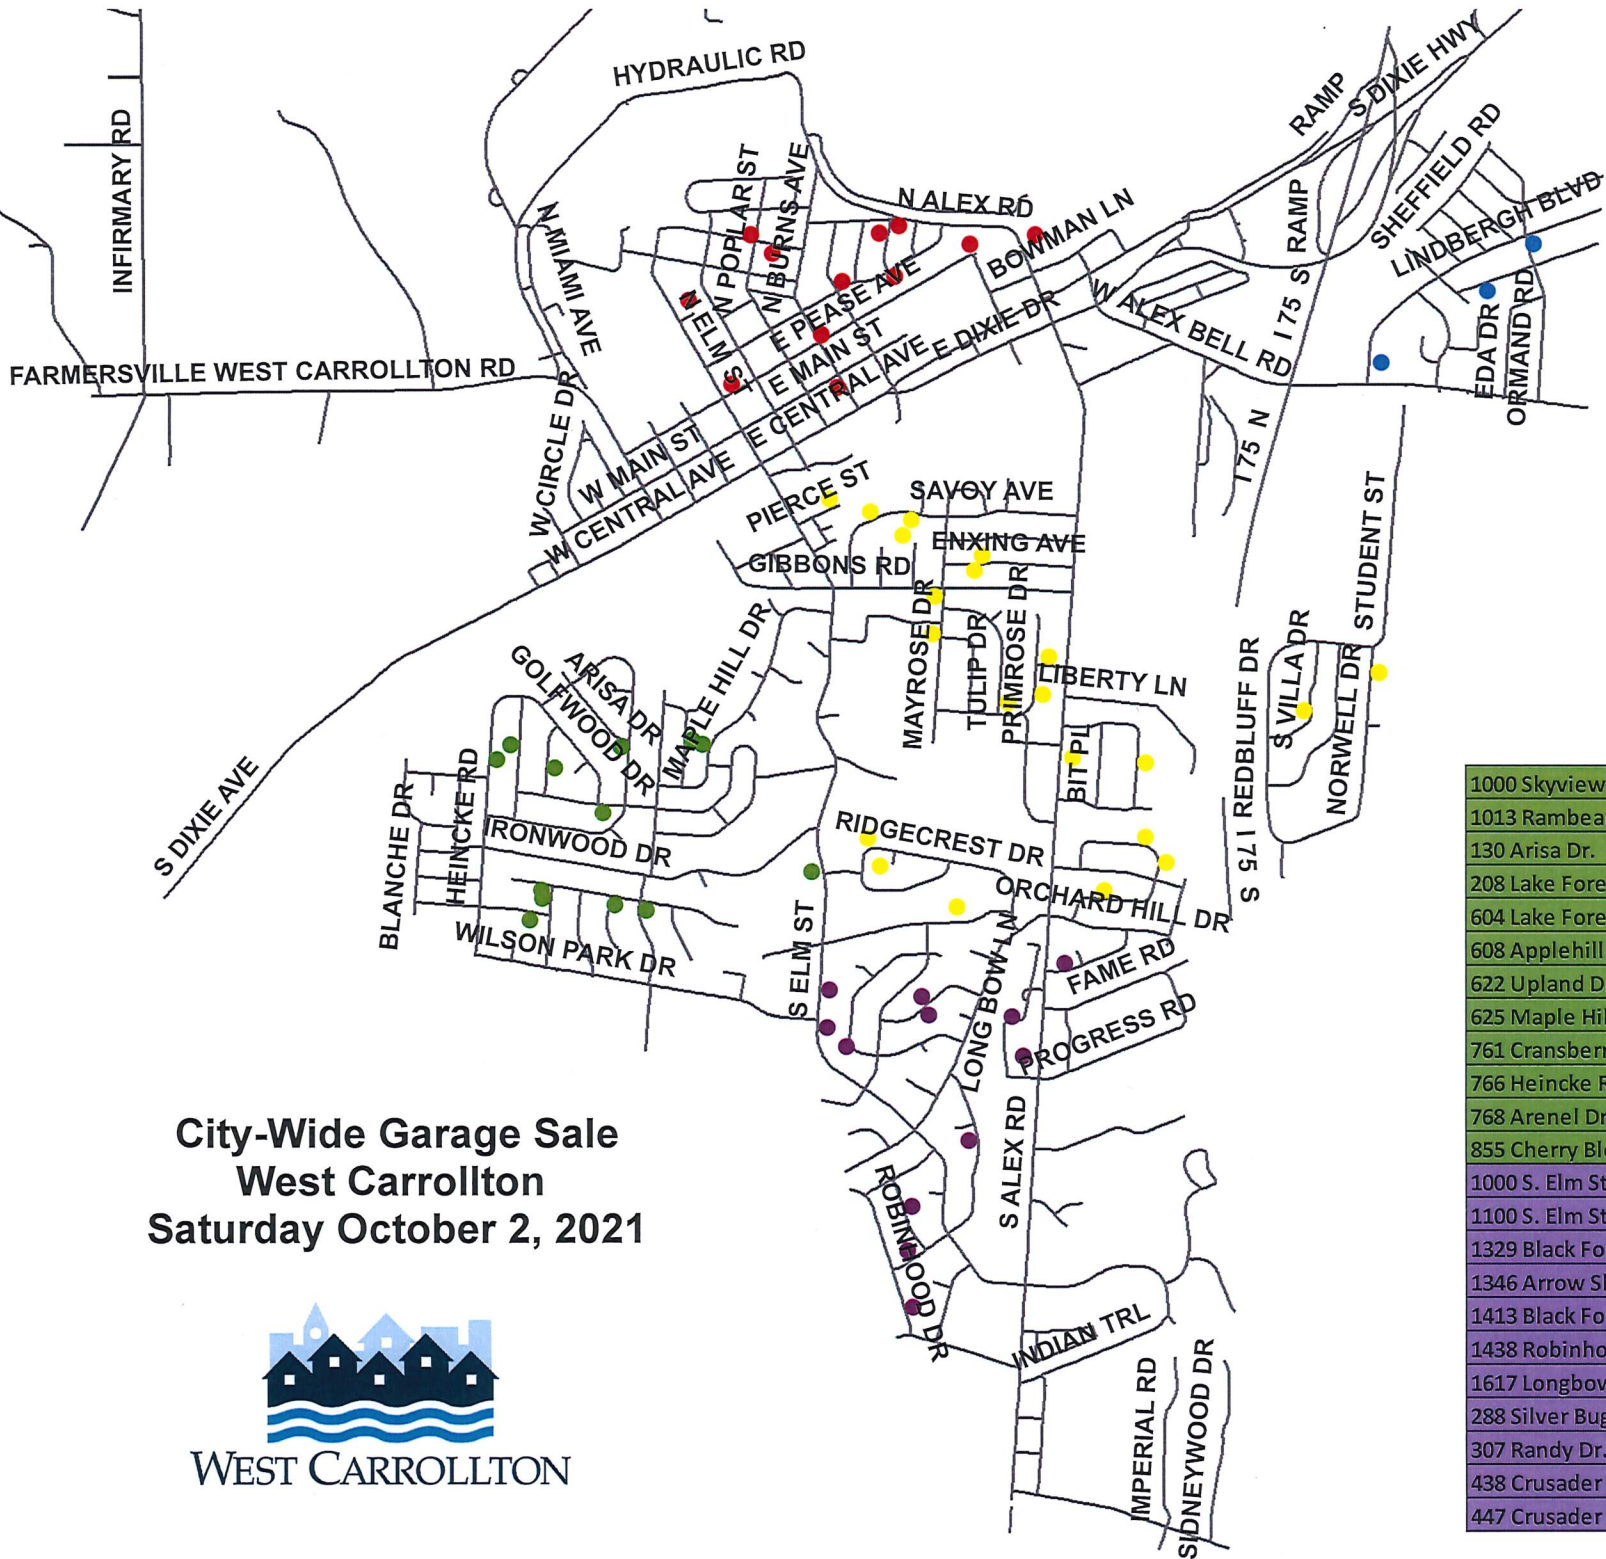 HYDRAULIC RD
RAMP
S DIXIE HWY
INFIRMARY RD
N POPLAR ST
N BURNS AVE
N ALEX RD
BOWMAN LN
S RAMP
SHEFFIELD RD
LINDBERGH BLVD
N MIAMI AVE
N ELM ST
E PEASE AVE
E MAIN ST
E CENTRAL AVE
E DIXIE DR
W ALEX BELL RD
I 75
EDA DR
ORMAND RD
FARMERSVILLE WEST CARROLLTON RD
W CIRCLE DR
W MAIN ST
W CENTRAL AVE
I 75 N
PIERCE ST
SAVOY AVE
ENXING AVE
GIBBONS RD
STUDENT ST
MAYROSE DR
TULIP DR
PRIMROSE DR
LIBERTY LN
REDBLUFF DR
S VILLA DR
NORWELL DR
ARISA DR
GOLFWOOD DR
MAPLE HILL DR
BIT PL
S DIXIE AVE
BLANCHE DR
HEINCKE RD
IRONWOOD DR
RIDGECREST DR
ORCHARD HILL DR
I 75 S
WILSON PARK DR
S ELM ST
LONG BOW LN
FAME RD
PROGRESS RD
S ALEX RD
ROBINHOOD DR
INDIAN TRL
IMPERIAL RD
SIDNEYWOOD DR
City-Wide Garage Sale
West Carrollton
Saturday October 2, 2021
WEST CARROLLTON
1000 Skyview
1013 Rambea
130 Arisa Dr.
208 Lake Fore
604 Lake Fore
608 Applehill
622 Upland D
625 Maple Hil
761 Cransberr
766 Heincke R
768 Arenel Dr
855 Cherry Blo
1000 S. Elm St
1100 S. Elm St
1329 Black Fo
1346 Arrow Sl
1413 Black Fo
1438 Robinho
1617 Longbow
288 Silver Bug
307 Randy Dr.
438 Crusader
447 Crusader